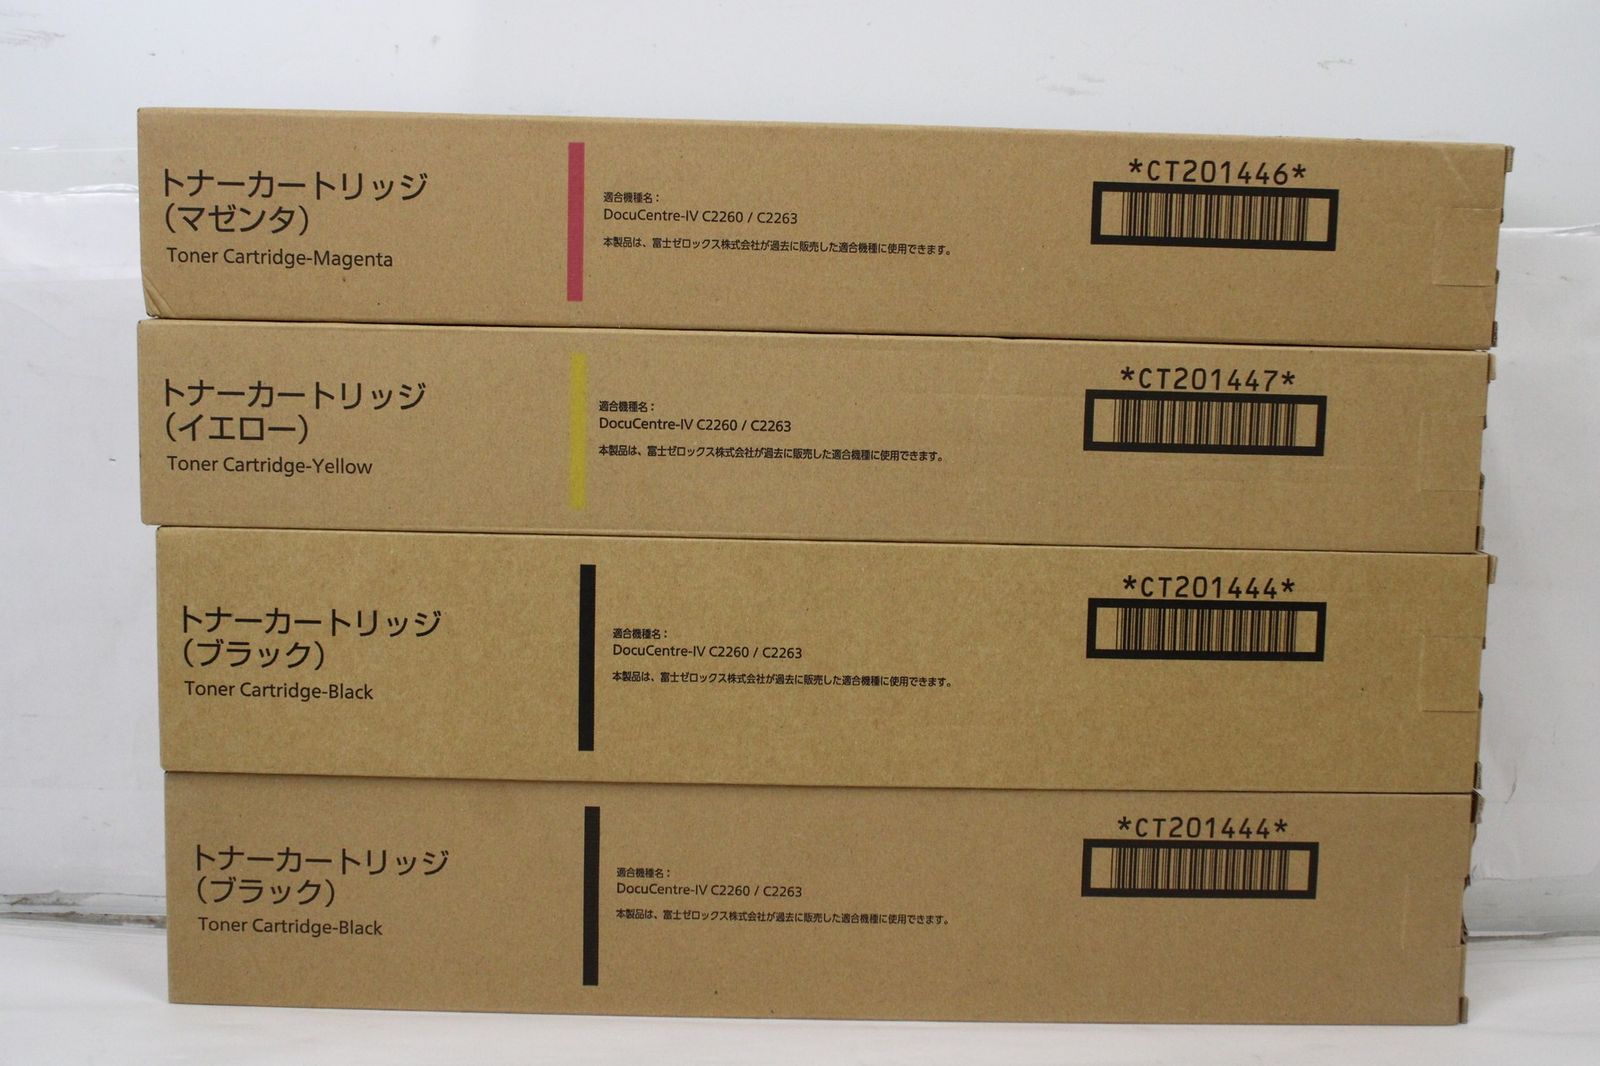 トナーカートリッジ
（マゼンタ）
Toner Cartridge-Magenta
適合機種名：
DocuCentre-IV C2260 / C2263
本製品は、富士ゼロックス株式会社が過去に販売した適合機種に使用できます。
*CT201446*
トナーカートリッジ
（イエロー）
Toner Cartridge-Yellow
適合機種名：
DocuCentre-IV C2260 / C2263
本製品は、富士ゼロックス株式会社が過去に販売した適合機種に使用できます。
*CT201447*
トナーカートリッジ
（ブラック）
Toner Cartridge-Black
適合機種名：
DocuCentre-IV C2260 / C2263
本製品は、富士ゼロックス株式会社が過去に販売した適合機種に使用できます。
*CT201444*
トナーカートリッジ
（ブラック）
Toner Cartridge-Black
適合機種名：
DocuCentre-IV C2260 / C2263
本製品は、富士ゼロックス株式会社が過去に販売した適合機種に使用できます。
*CT201444*